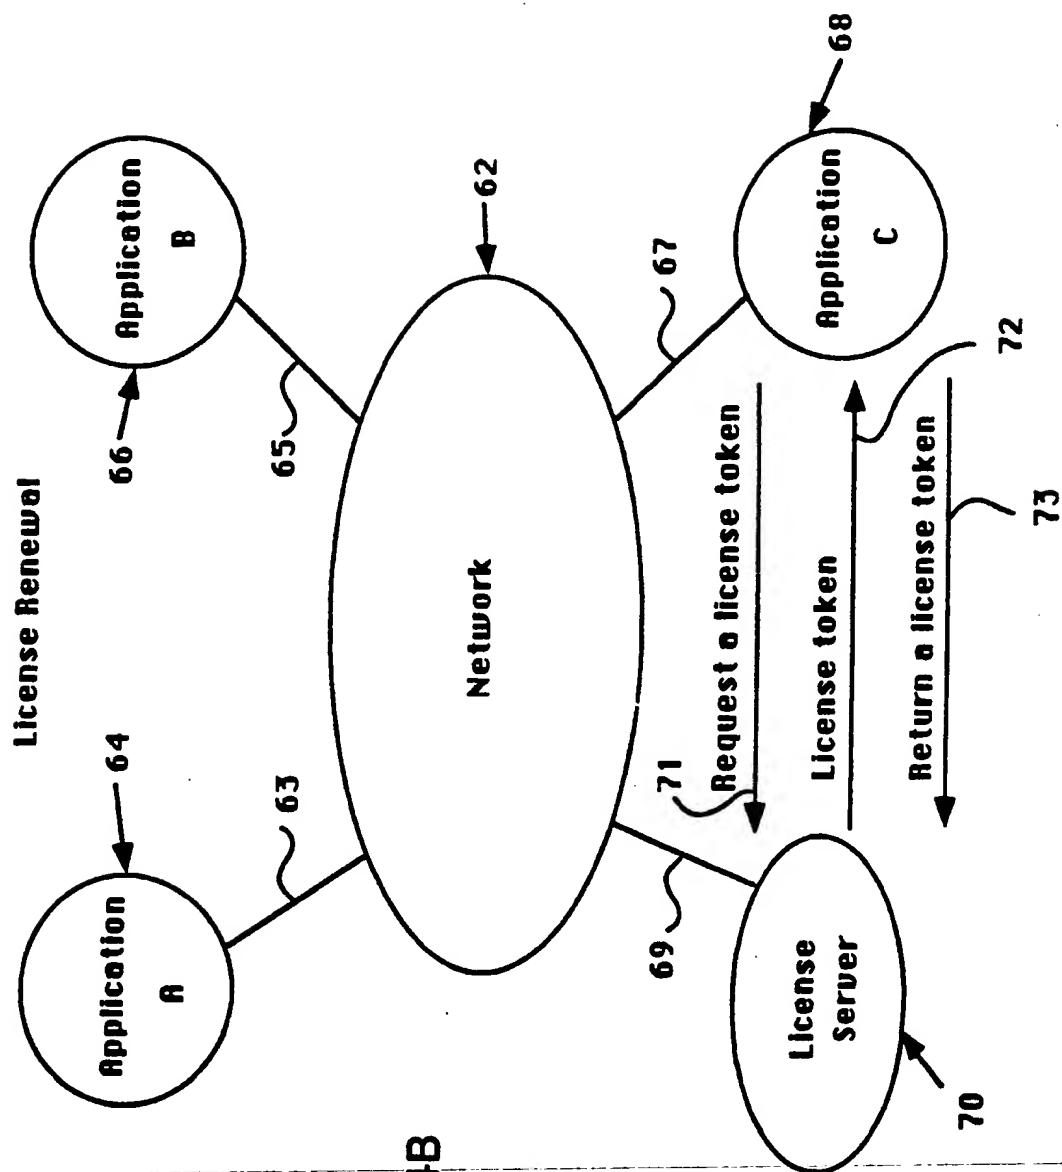 License Renewal
64
Application
A
63
66
Application
B
65
62
Network
67
68
Application
C
69
71
Request a license token
License token
72
Return a license token
73
License
Server
70